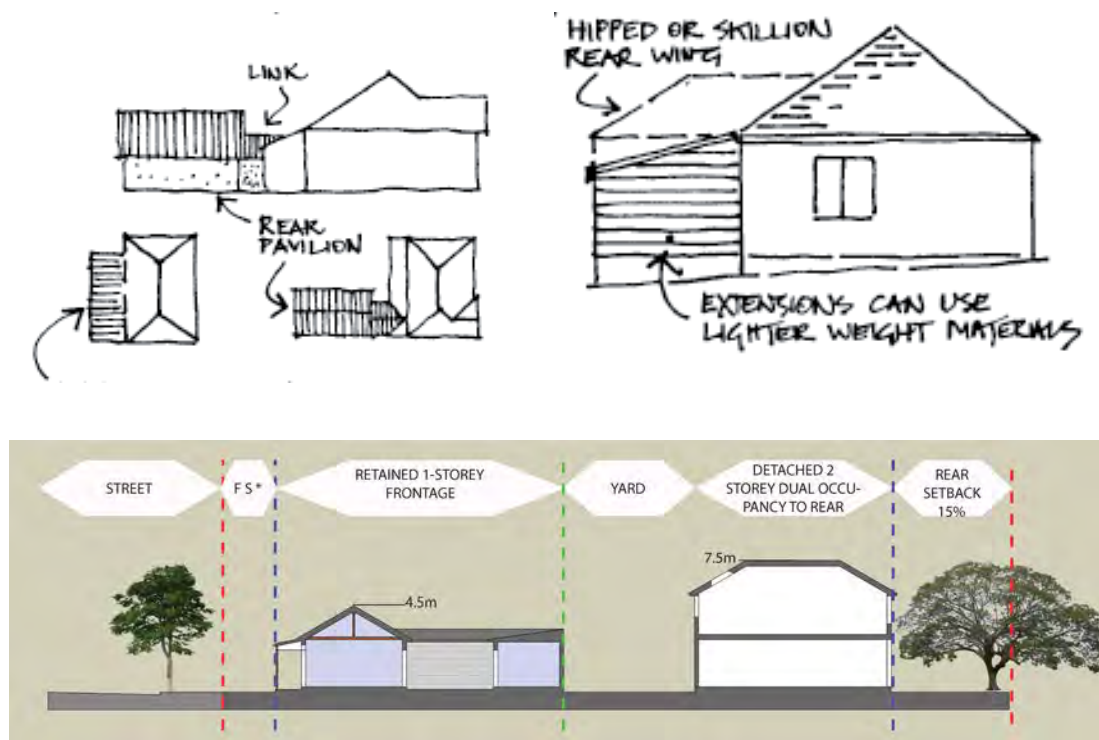 LINK
REAR
PAVILION
HIPPED OR SKILLION
REAR WING
EXTENSIONS CAN USE
LIGHTER WEIGHT MATERIALS
STREET
F S *
RETAINED 1-STOREY
FRONTAGE
YARD
DETACHED 2
STOREY DUAL OCCU-
PANCY TO REAR
REAR
SETBACK
15%
4.5m
7.5m